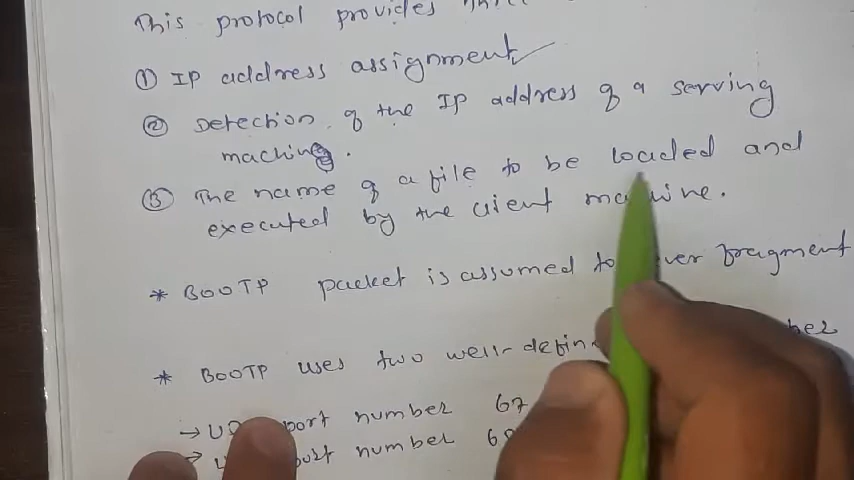 This protocol provides
① IP address assignment
② Detection of the IP address of a serving
machine.
③ The name of a file to be loaded and
executed by the client machine.
* BOOTP packet is assumed to never fragment
* BOOTP uses two well-defin
→ port number 67
→ port number